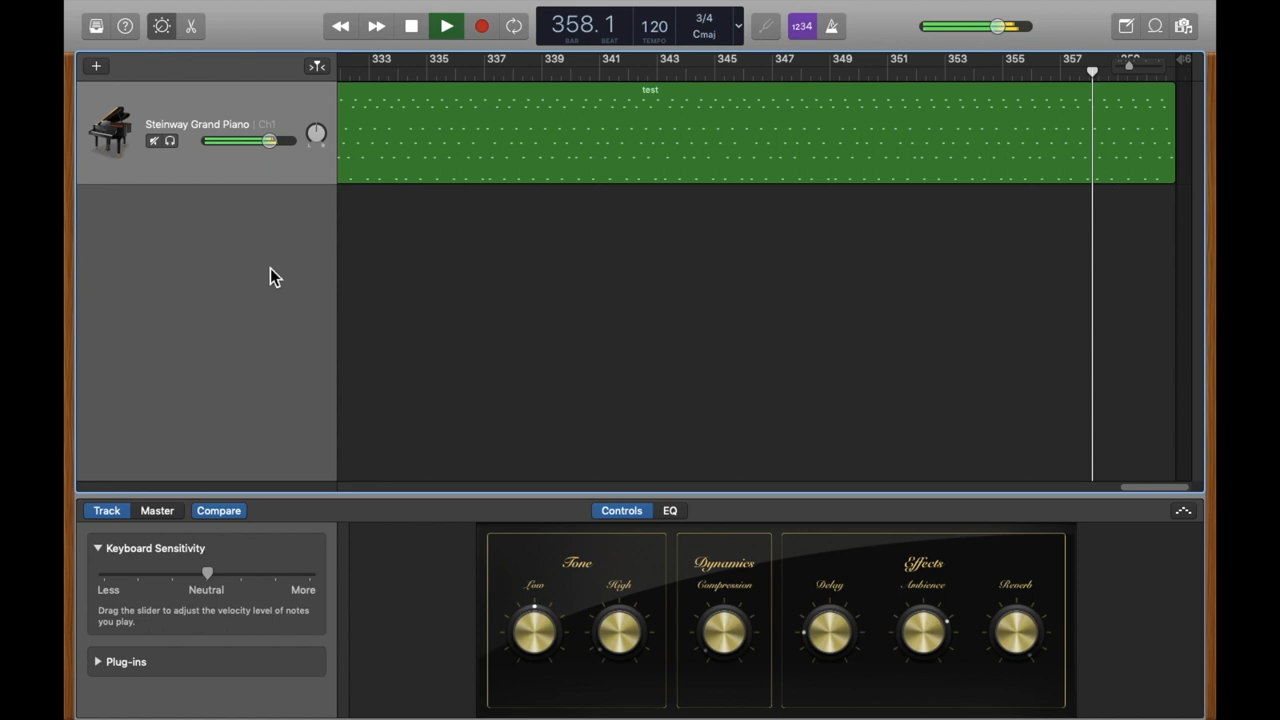 358.1
BAR BEAT
120
TEMPO
3/4
Cmaj
1234
333 335 337 339 341 343 345 347 349 351 353 355 357
test
Steinway Grand Piano | Ch1
Track Master Compare
Controls EQ
Keyboard Sensitivity
Less Neutral More
Drag the slider to adjust the velocity level of notes
you play.
Plug-ins
Tone
Low High
Dynamics
Compression
Effects
Delay Ambience Reverb